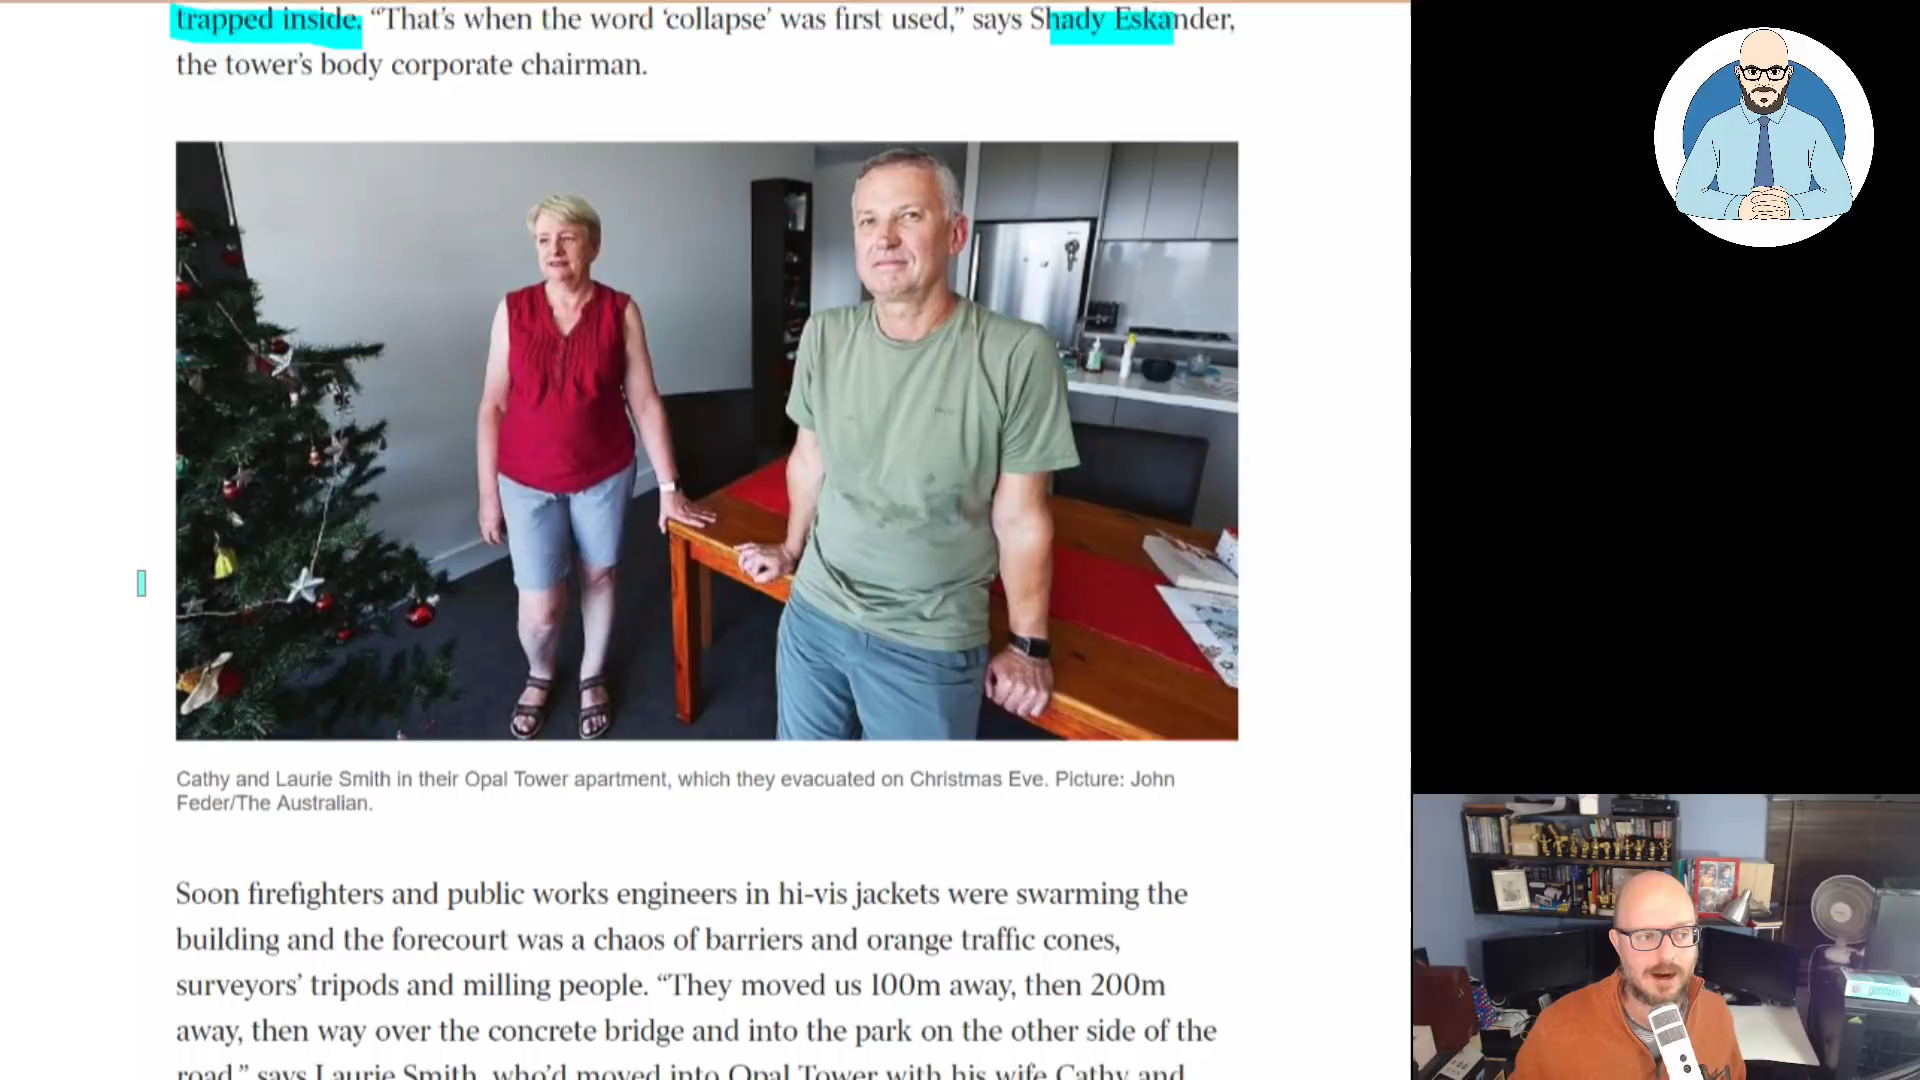 trapped inside. “That’s when the word ‘collapse’ was first used,” says Shady Eskander,
the tower’s body corporate chairman.
Cathy and Laurie Smith in their Opal Tower apartment, which they evacuated on Christmas Eve. Picture: John
Feder/The Australian.
Soon firefighters and public works engineers in hi-vis jackets were swarming the
building and the forecourt was a chaos of barriers and orange traffic cones,
surveyors’ tripods and milling people. “They moved us 100m away, then 200m
away, then way over the concrete bridge and into the park on the other side of the
road,” says Laurie Smith, who’d moved into Opal Tower with his wife Cathy and